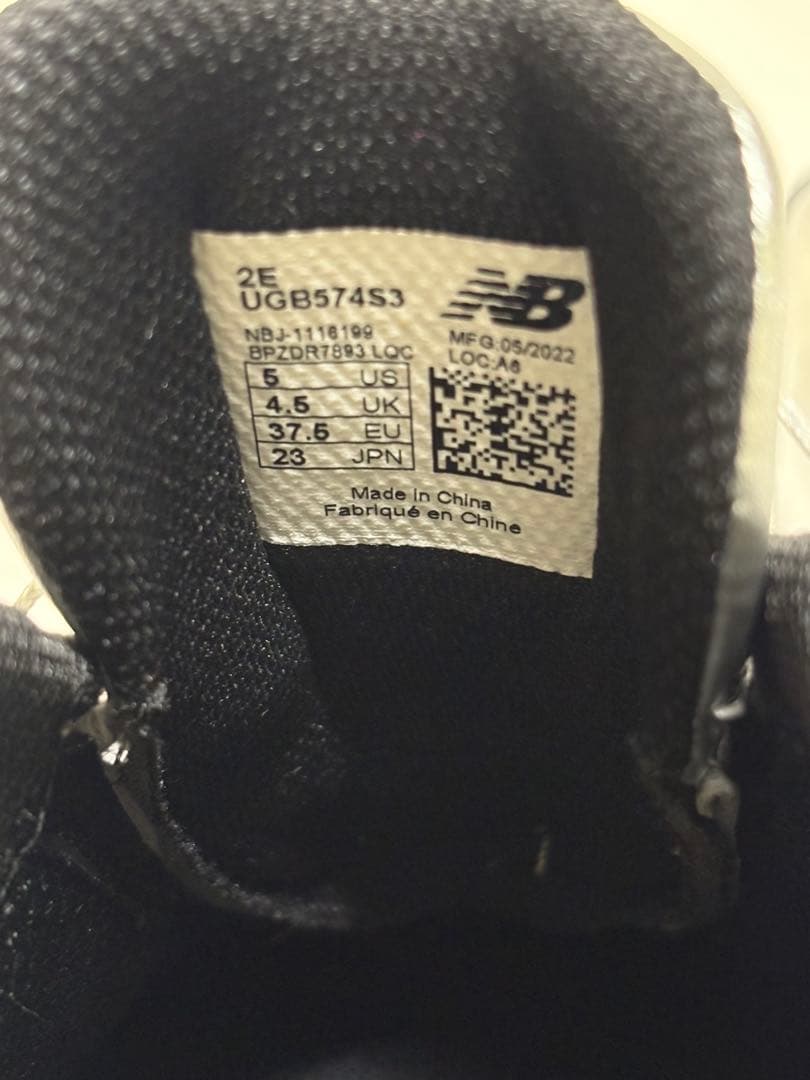 2E
UGB574S3
NB
NBJ-1116199
BPZDR7893 LQC
MFG:05/2022
LOC:A6
5 US
4.5 UK
37.5 EU
23 JPN
Made in China
Fabriqué en Chine